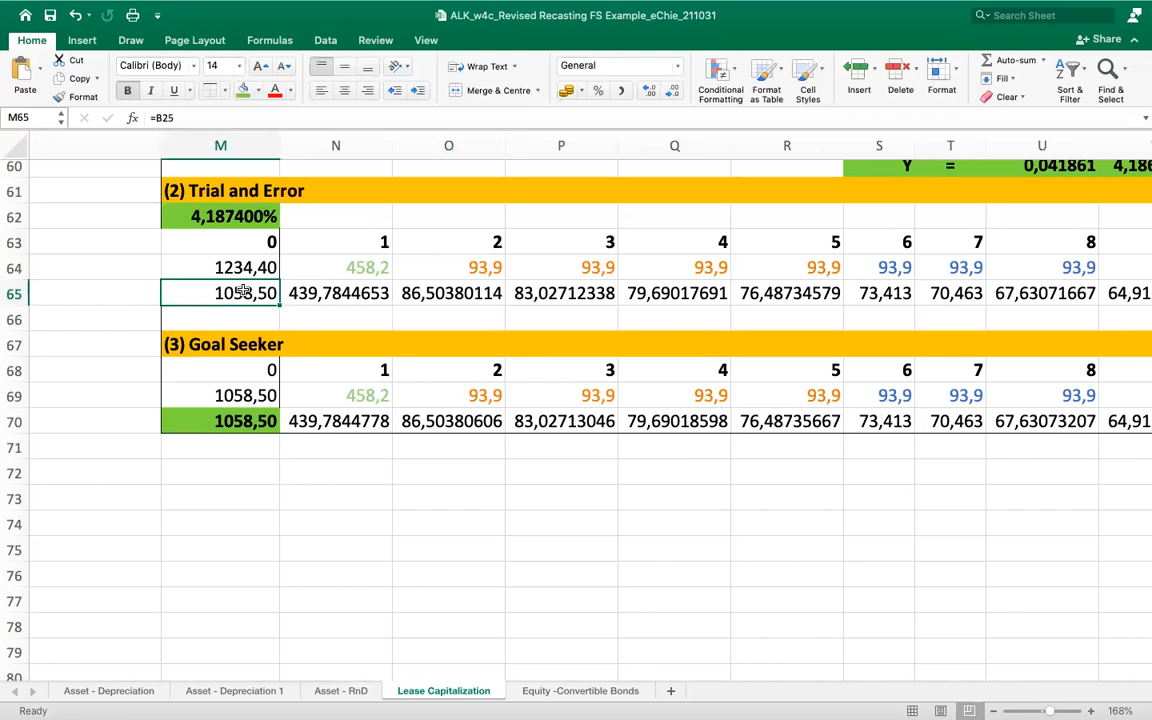 ALK_w4c_Revised Recasting FS Example_eChie_211031
Search Sheet
Home Insert Draw Page Layout Formulas Data Review View Share
Paste Cut Copy Format
Calibri (Body) 14
B I U A
Wrap Text
Merge & Centre
General
%
Conditional Formatting
Format as Table
Cell Styles
Insert Delete Format
Auto-sum
Fill
Clear
Sort & Filter
Find & Select
M65 fx =B25
M N O P Q R S T U
60 Y = 0,041861 4,186
61 (2) Trial and Error
62 4,187400%
63 0 1 2 3 4 5 6 7 8
64 1234,40 458,2 93,9 93,9 93,9 93,9 93,9 93,9 93,9
65 1058,50 439,7844653 86,50380114 83,02712338 79,69017691 76,48734579 73,413 70,463 67,63071667 64,91
66
67 (3) Goal Seeker
68 0 1 2 3 4 5 6 7 8
69 1058,50 458,2 93,9 93,9 93,9 93,9 93,9 93,9 93,9
70 1058,50 439,7844778 86,50380606 83,02713046 79,69018598 76,48735667 73,413 70,463 67,63073207 64,91
71
72
73
74
75
76
77
78
79
80
Asset - Depreciation Asset - Depreciation 1 Asset - RnD Lease Capitalization Equity -Convertible Bonds +
Ready 168%